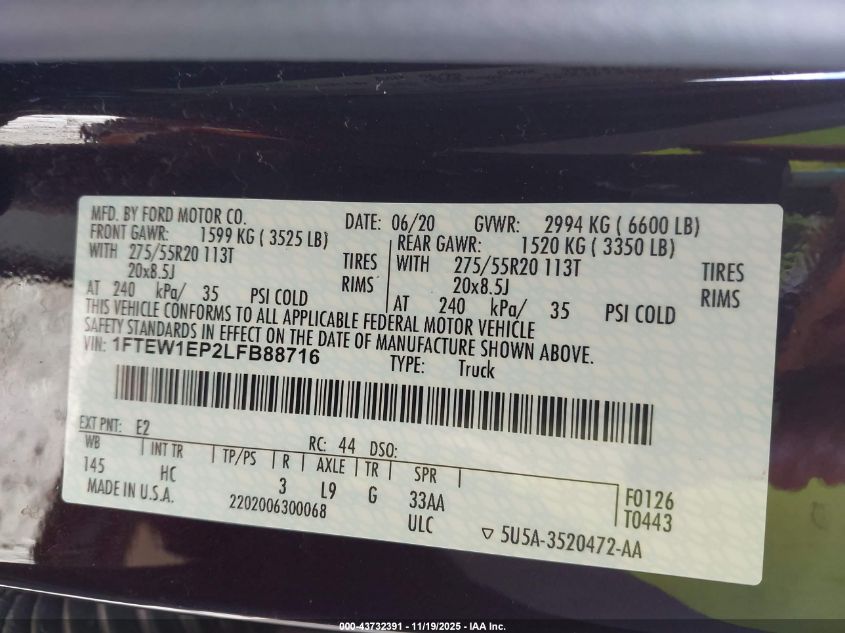 MFD. BY FORD MOTOR CO. DATE: 06/20 GVWR: 2994 KG ( 6600 LB)
FRONT GAWR: 1599 KG ( 3525 LB) REAR GAWR: 1520 KG ( 3350 LB)
WITH 275/55R20 113T TIRES WITH 275/55R20 113T TIRES
20x8.5J RIMS 20x8.5J RIMS
AT 240 kPa/ 35 PSI COLD AT 240 kPa/ 35 PSI COLD
THIS VEHICLE CONFORMS TO ALL APPLICABLE FEDERAL MOTOR VEHICLE
SAFETY STANDARDS IN EFFECT ON THE DATE OF MANUFACTURE SHOWN ABOVE.
VIN: 1FTEW1EP2LFB88716 TYPE: Truck
EXT PNT: E2 RC: 44 DSO:
WB INT TR TP/PS R AXLE TR SPR
145 HC 3 L9 G 33AA F0126
MADE IN U.S.A. 2202006300068 ULC T0443
5U5A-3520472-AA
000-43732391 - 11/19/2025 - IAA Inc.